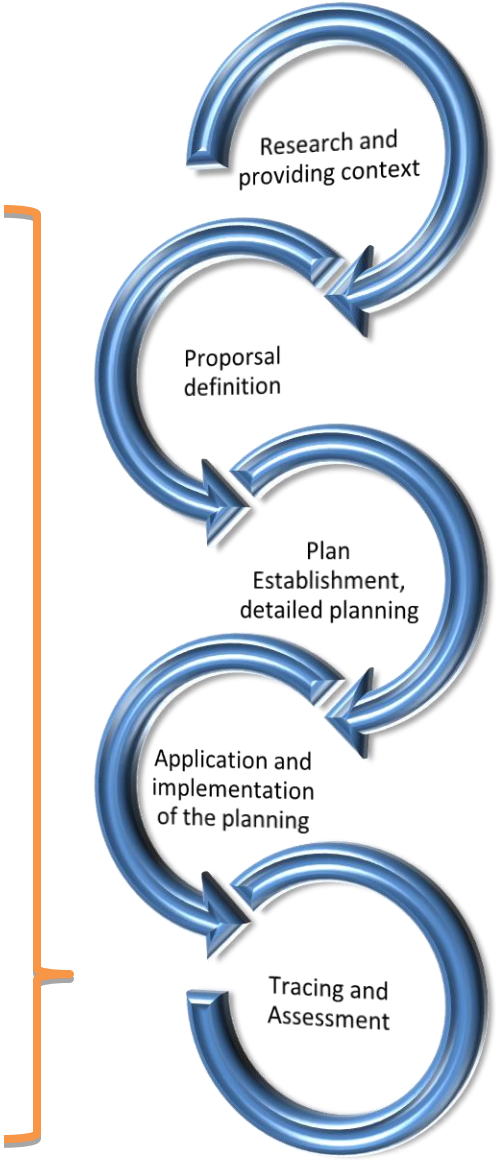 Research and
providing context
Proporsal
definition
Plan
Establishment,
detailed planning
Application and
implementation
of the planning
Tracing and
Assessment